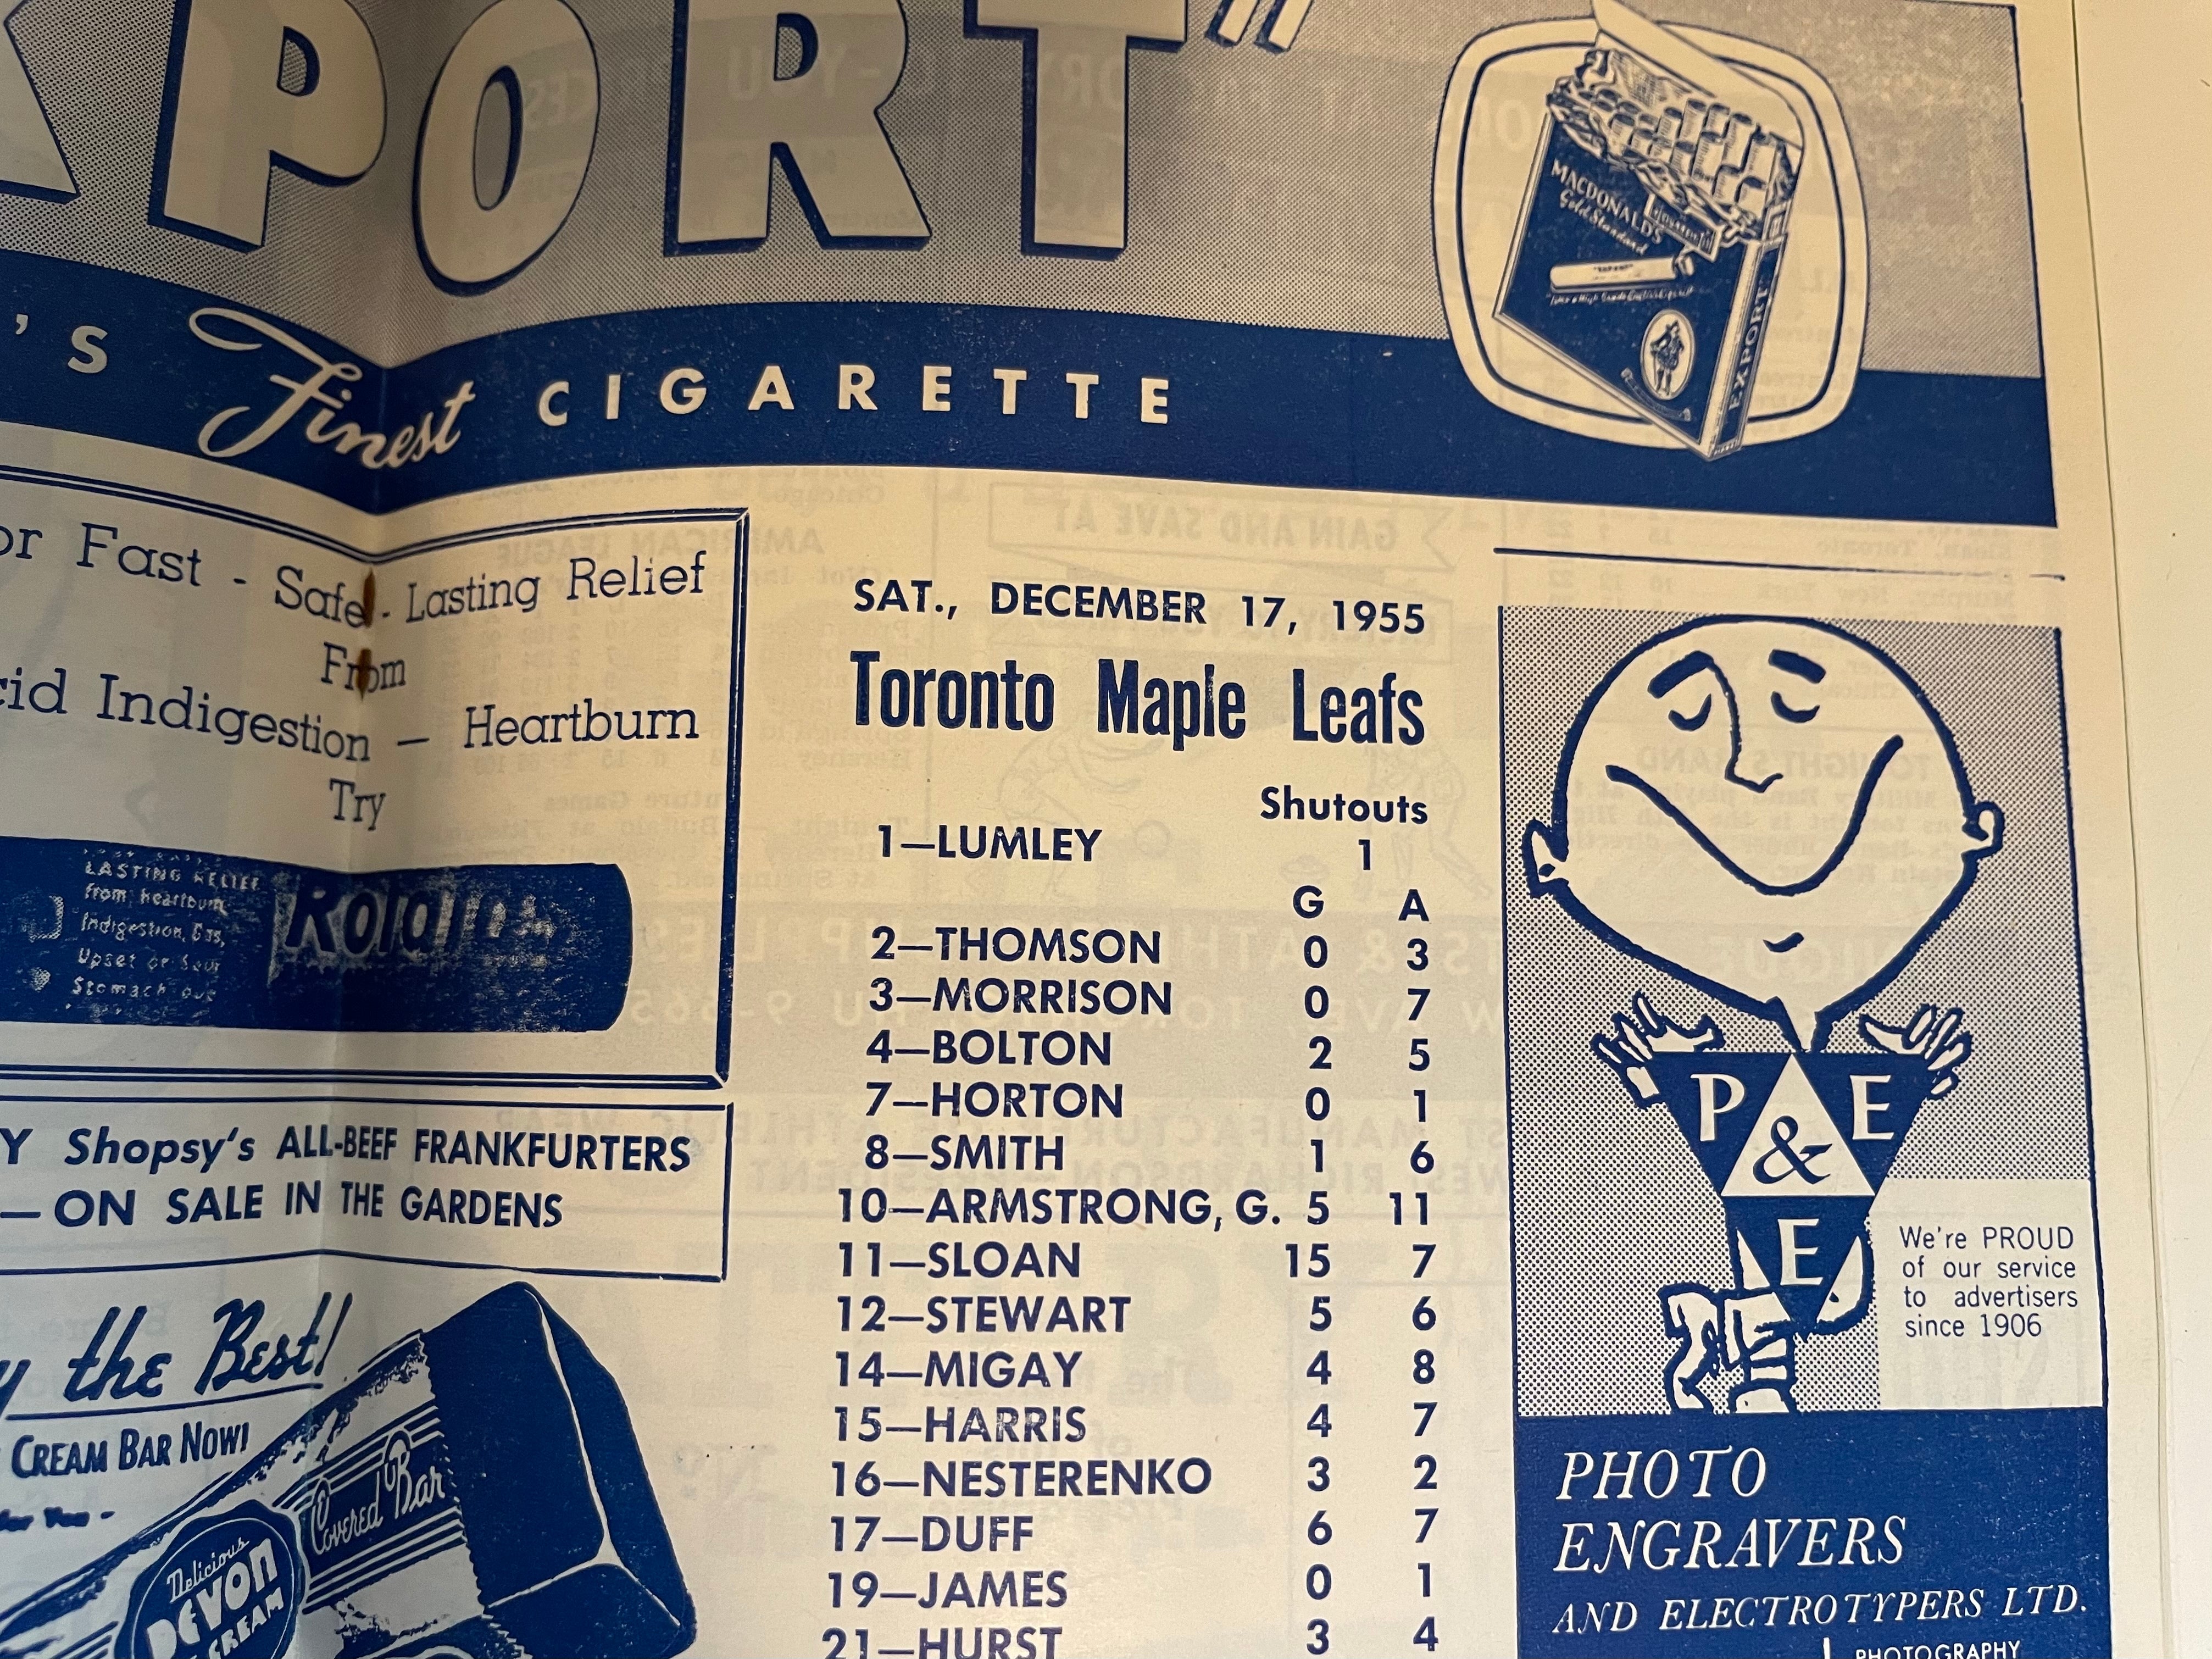 XPORT"
'S Finest CIGARETTE
MACDONALD'S
Gold Standard
EXPORT
or Fast - Safe - Lasting Relief
From
cid Indigestion — Heartburn
Try
LASTING RELIEF
from heartburn
Indigestion, Gas,
Upset or Sour
Stomach
Rolaids
Y Shopsy's ALL-BEEF FRANKFURTERS
—ON SALE IN THE GARDENS
y the Best!
CREAM BAR NOW!
Delicious
DEVON
CREAM
Covered Bar
SAT., DECEMBER 17, 1955
Toronto Maple Leafs
Shutouts
1—LUMLEY 1
G A
2—THOMSON 0 3
3—MORRISON 0 7
4—BOLTON 2 5
7—HORTON 0 1
8—SMITH 1 6
10—ARMSTRONG, G. 5 11
11—SLOAN 15 7
12—STEWART 5 6
14—MIGAY 4 8
15—HARRIS 4 7
16—NESTERENKO 3 2
17—DUFF 6 7
19—JAMES 0 1
21—HURST 3 4
P & E
E
We're PROUD
of our service
to advertisers
since 1906
PHOTO
ENGRAVERS
AND ELECTROTYPERS LTD.
PHOTOGRAPHY